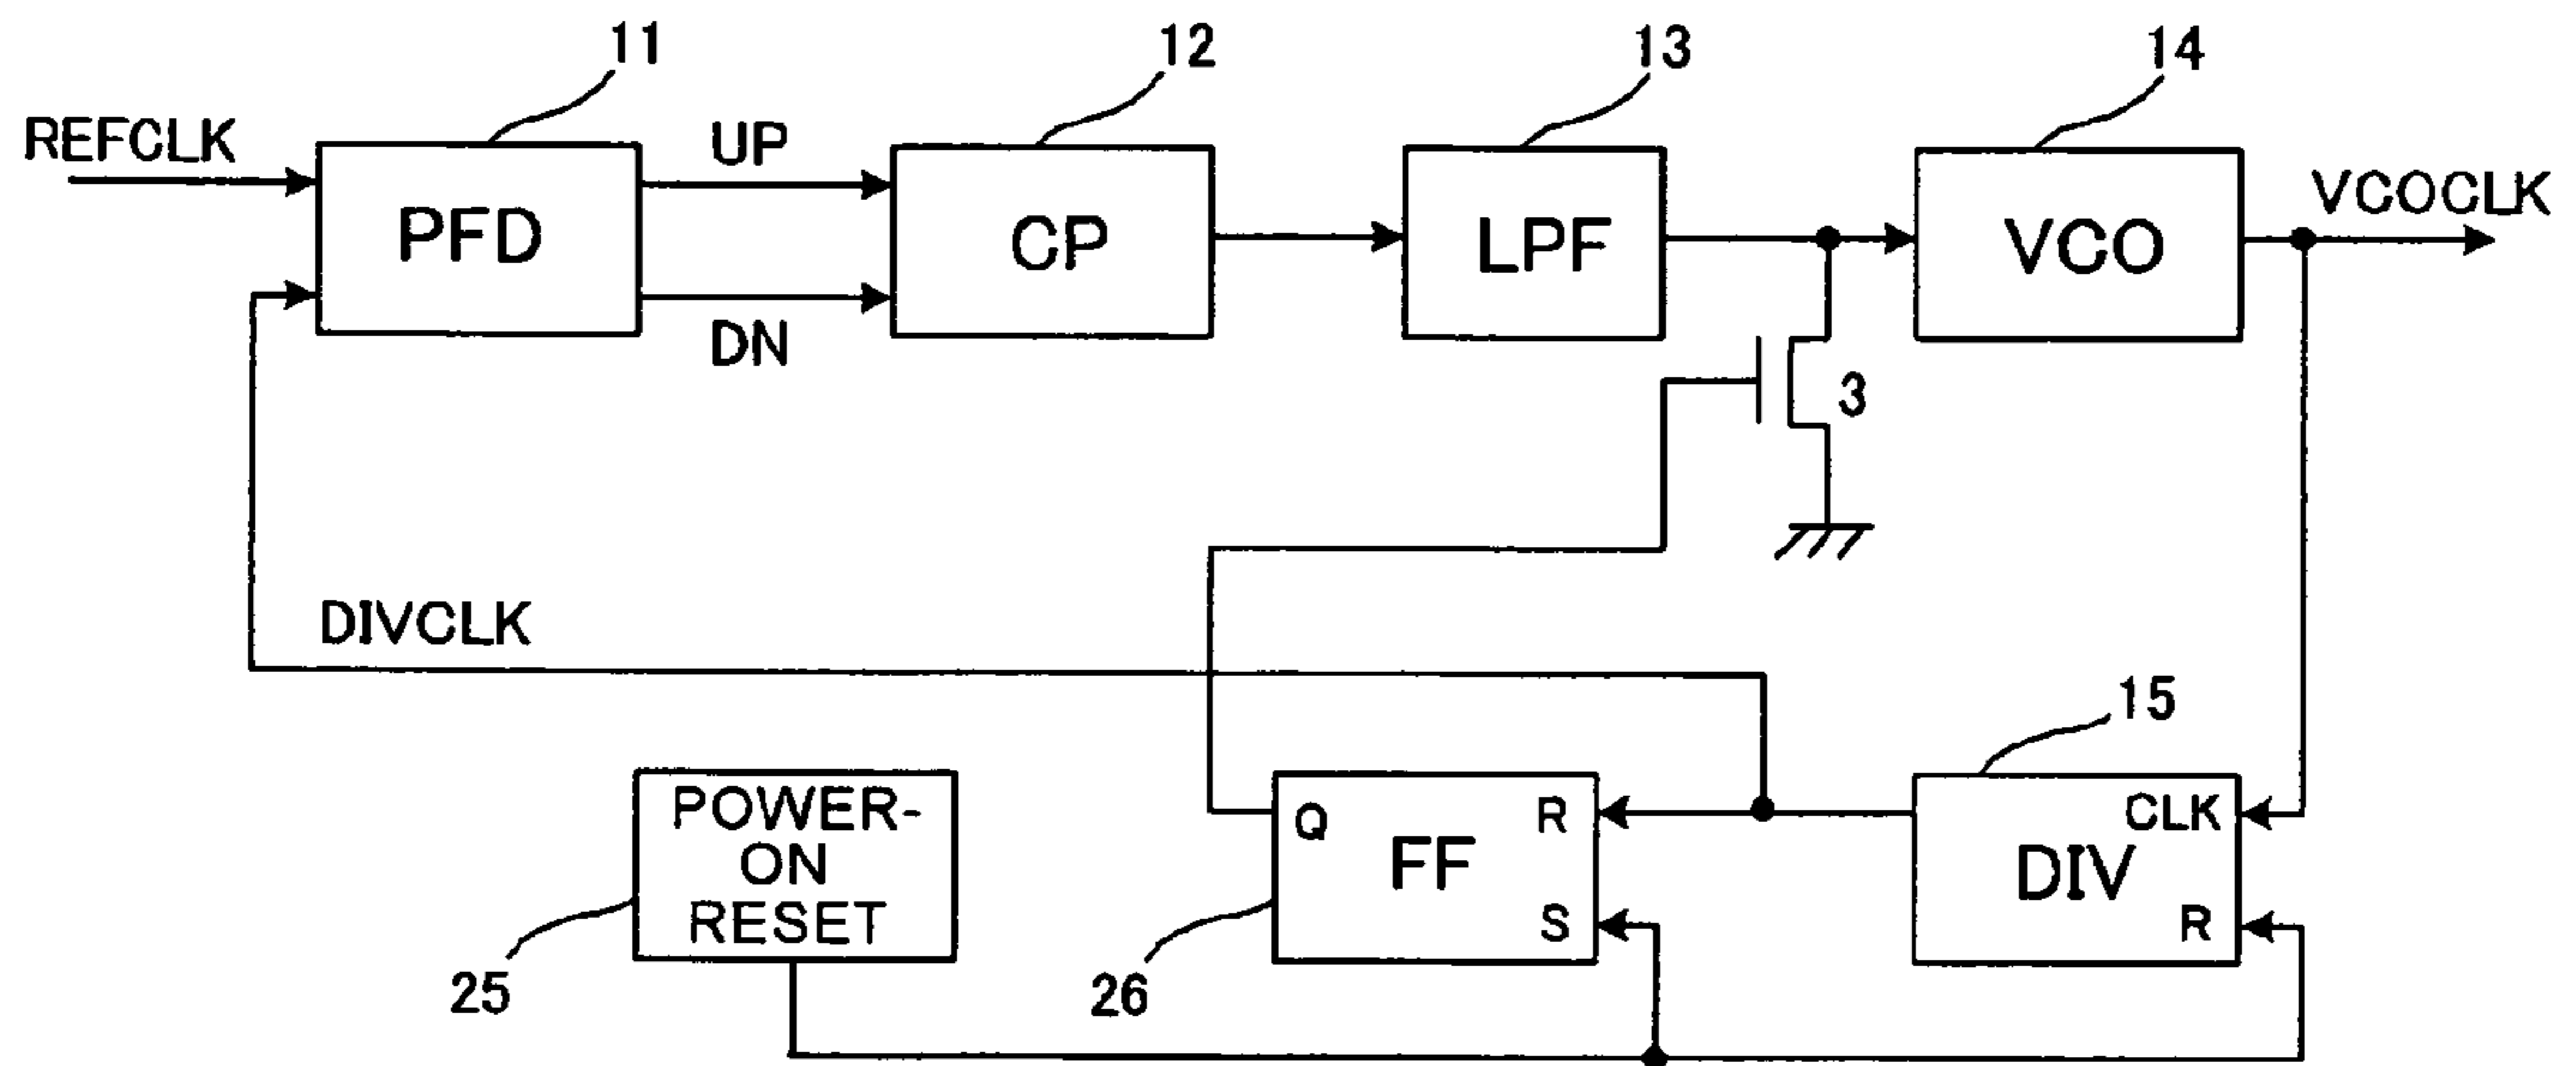 11
12
13
14
REFCLK
UP
VCOCLK
PFD
CP
LPF
VCO
DN
3
DIVCLK
15
POWER-
ON
RESET
Q
R
FF
S
CLK
DIV
R
25
26